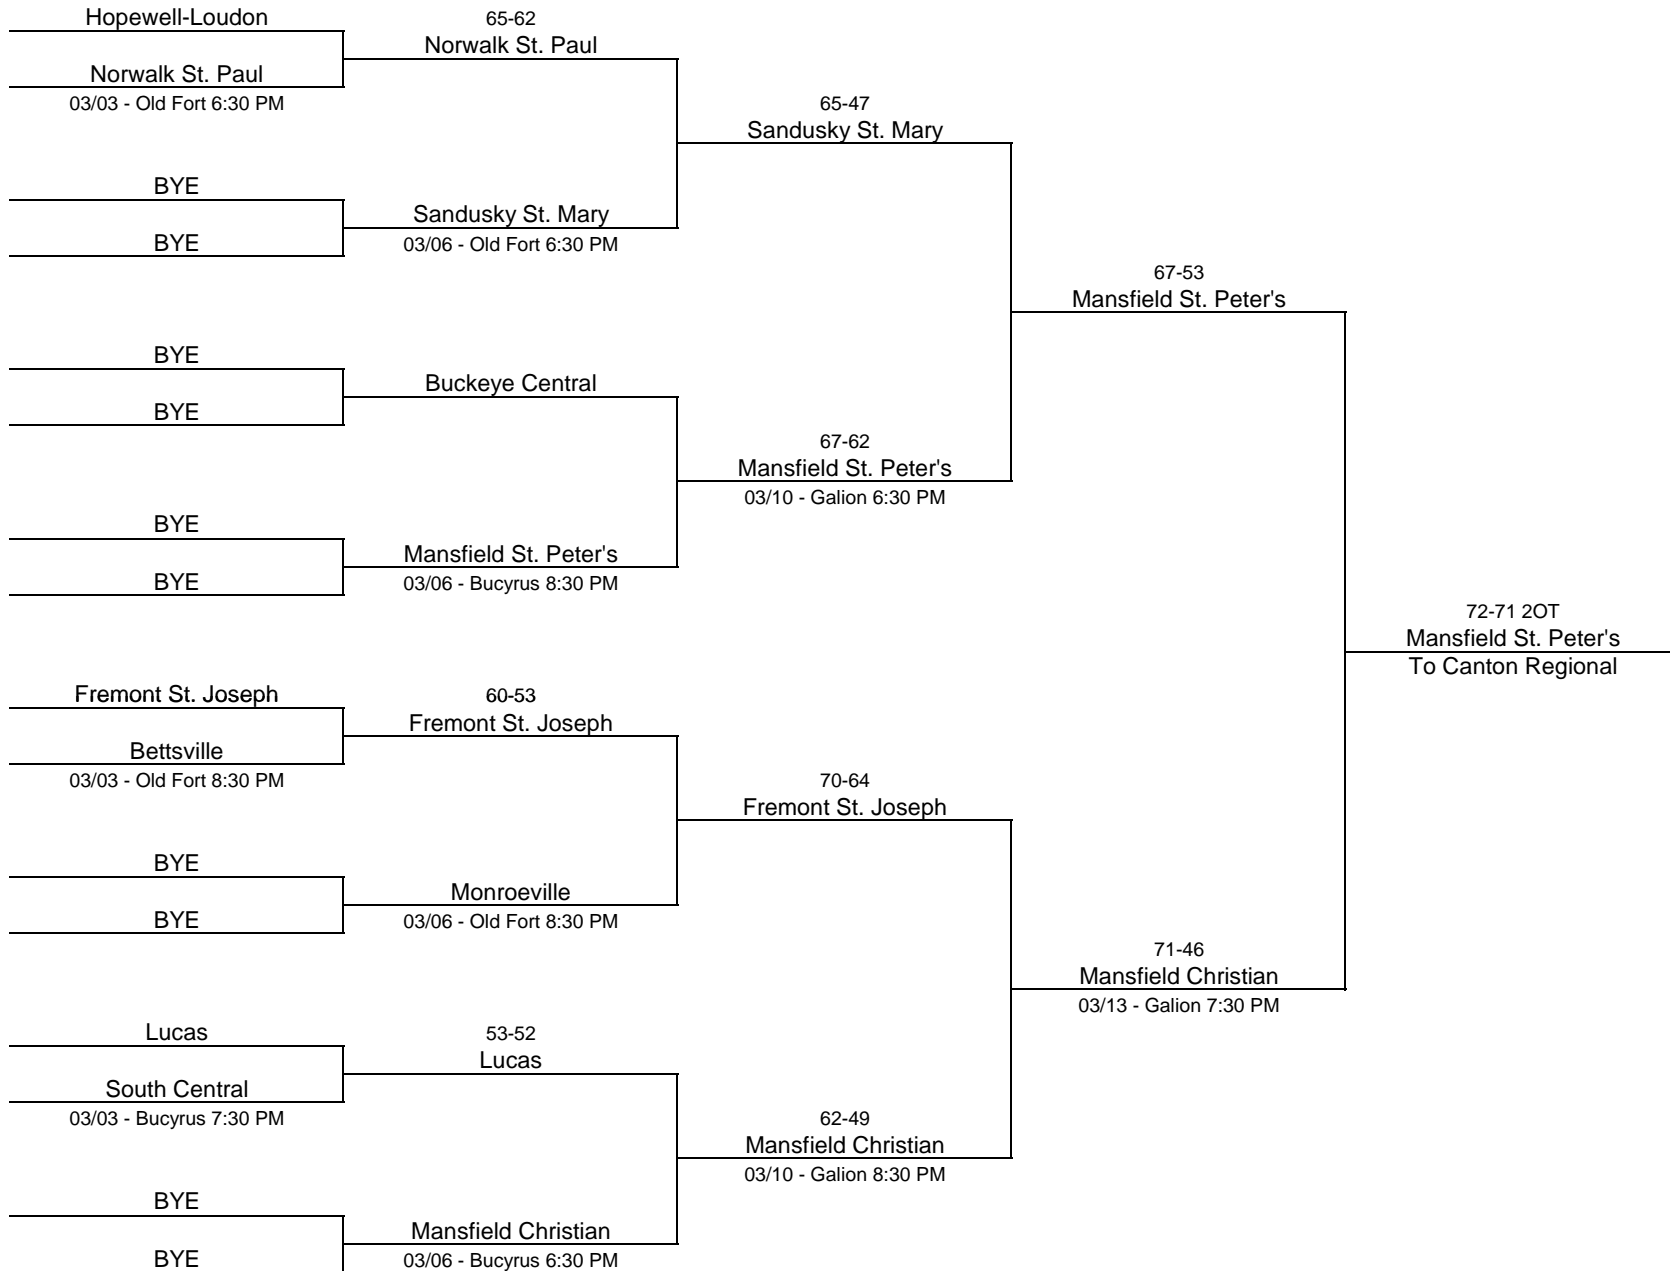 Hopewell-Loudon
65-62
Norwalk St. Paul
Norwalk St. Paul
03/03 - Old Fort 6:30 PM
65-47
Sandusky St. Mary
BYE
Sandusky St. Mary
BYE
03/06 - Old Fort 6:30 PM
67-53
Mansfield St. Peter's
BYE
Buckeye Central
BYE
67-62
Mansfield St. Peter's
03/10 - Galion 6:30 PM
BYE
Mansfield St. Peter's
BYE
03/06 - Bucyrus 8:30 PM
72-71 2OT
Mansfield St. Peter's
To Canton Regional
Fremont St. Joseph
60-53
Fremont St. Joseph
Bettsville
03/03 - Old Fort 8:30 PM
70-64
Fremont St. Joseph
BYE
Monroeville
BYE
03/06 - Old Fort 8:30 PM
71-46
Mansfield Christian
03/13 - Galion 7:30 PM
Lucas
53-52
Lucas
South Central
03/03 - Bucyrus 7:30 PM
62-49
Mansfield Christian
03/10 - Galion 8:30 PM
BYE
Mansfield Christian
BYE
03/06 - Bucyrus 6:30 PM